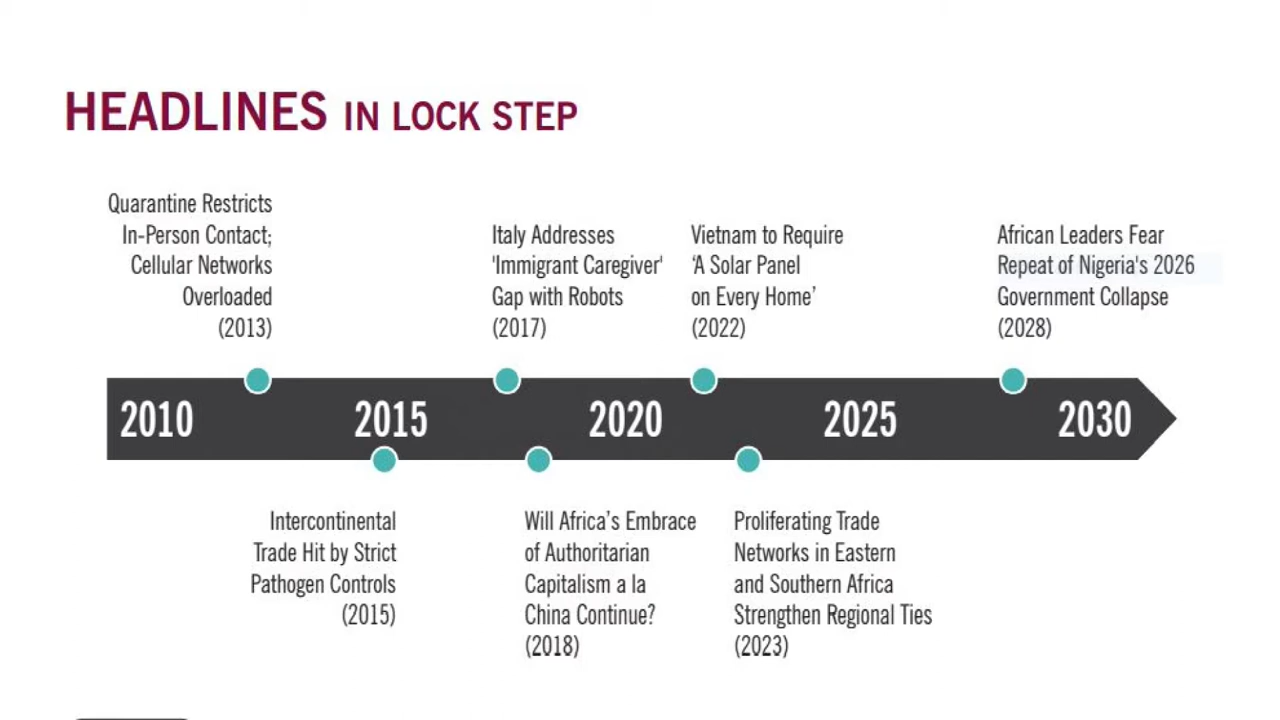 HEADLINES IN LOCK STEP
Quarantine Restricts
In-Person Contact;
Cellular Networks
Overloaded
(2013)
Italy Addresses
'Immigrant Caregiver'
Gap with Robots
(2017)
Vietnam to Require
‘A Solar Panel
on Every Home’
(2022)
African Leaders Fear
Repeat of Nigeria's 2026
Government Collapse
(2028)
2010 2015 2020 2025 2030
Intercontinental
Trade Hit by Strict
Pathogen Controls
(2015)
Will Africa’s Embrace
of Authoritarian
Capitalism a la
China Continue?
(2018)
Proliferating Trade
Networks in Eastern
and Southern Africa
Strengthen Regional Ties
(2023)